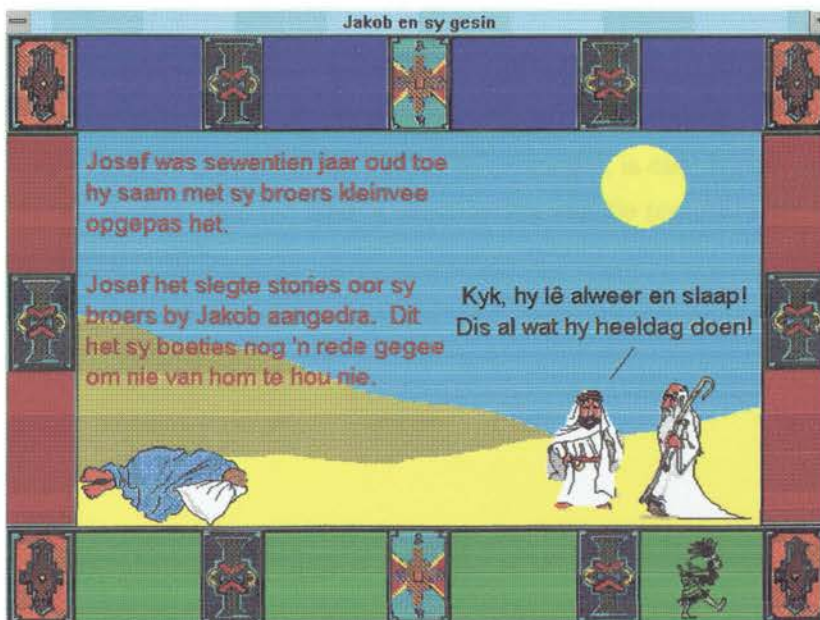 Jakob en sy gesin
Josef was sewentien jaar oud toe
hy saam met sy broers kleinvee
opgepas het.
Josef het slegte stories oor sy
broers by Jakob aangedra. Dit
het sy boeties nog 'n rede gegee
om nie van hom te hou nie.
Kyk, hy lê alweer en slaap!
Dis al wat hy heeldag doen!